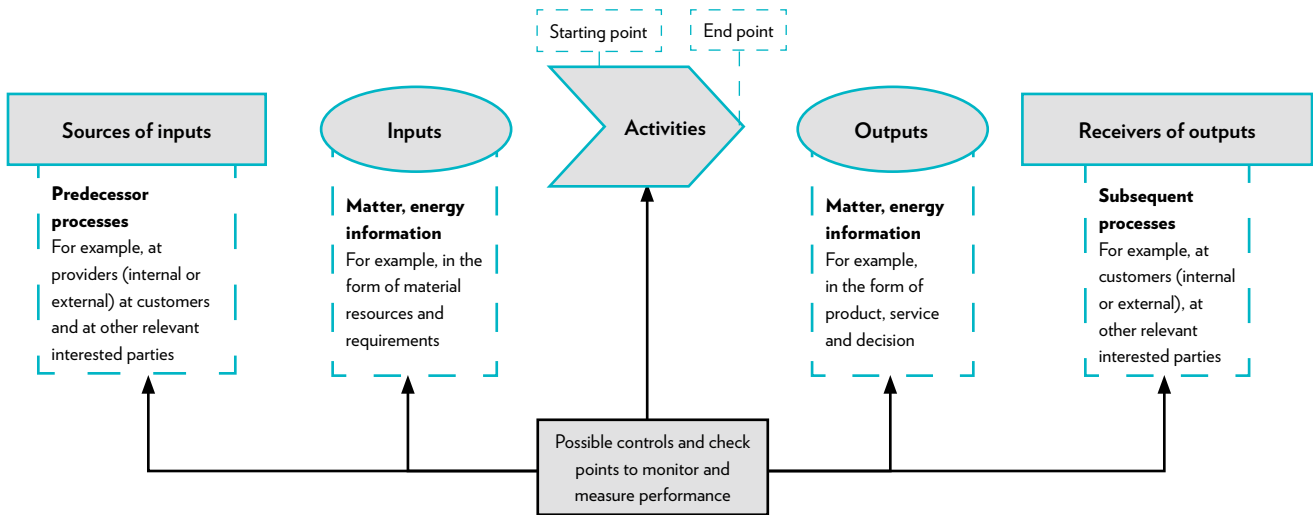 Starting point
End point
Sources of inputs
Inputs
Activities
Outputs
Receivers of outputs
Predecessor
processes
For example, at
providers (internal or
external) at customers
and at other relevant
interested parties
Matter, energy
information
For example, in the
form of material
resources and
requirements
Matter, energy
information
For example,
in the form of
product, service
and decision
Subsequent
processes
For example, at
customers (internal
or external), at
other relevant
interested parties
Possible controls and check
points to monitor and
measure performance